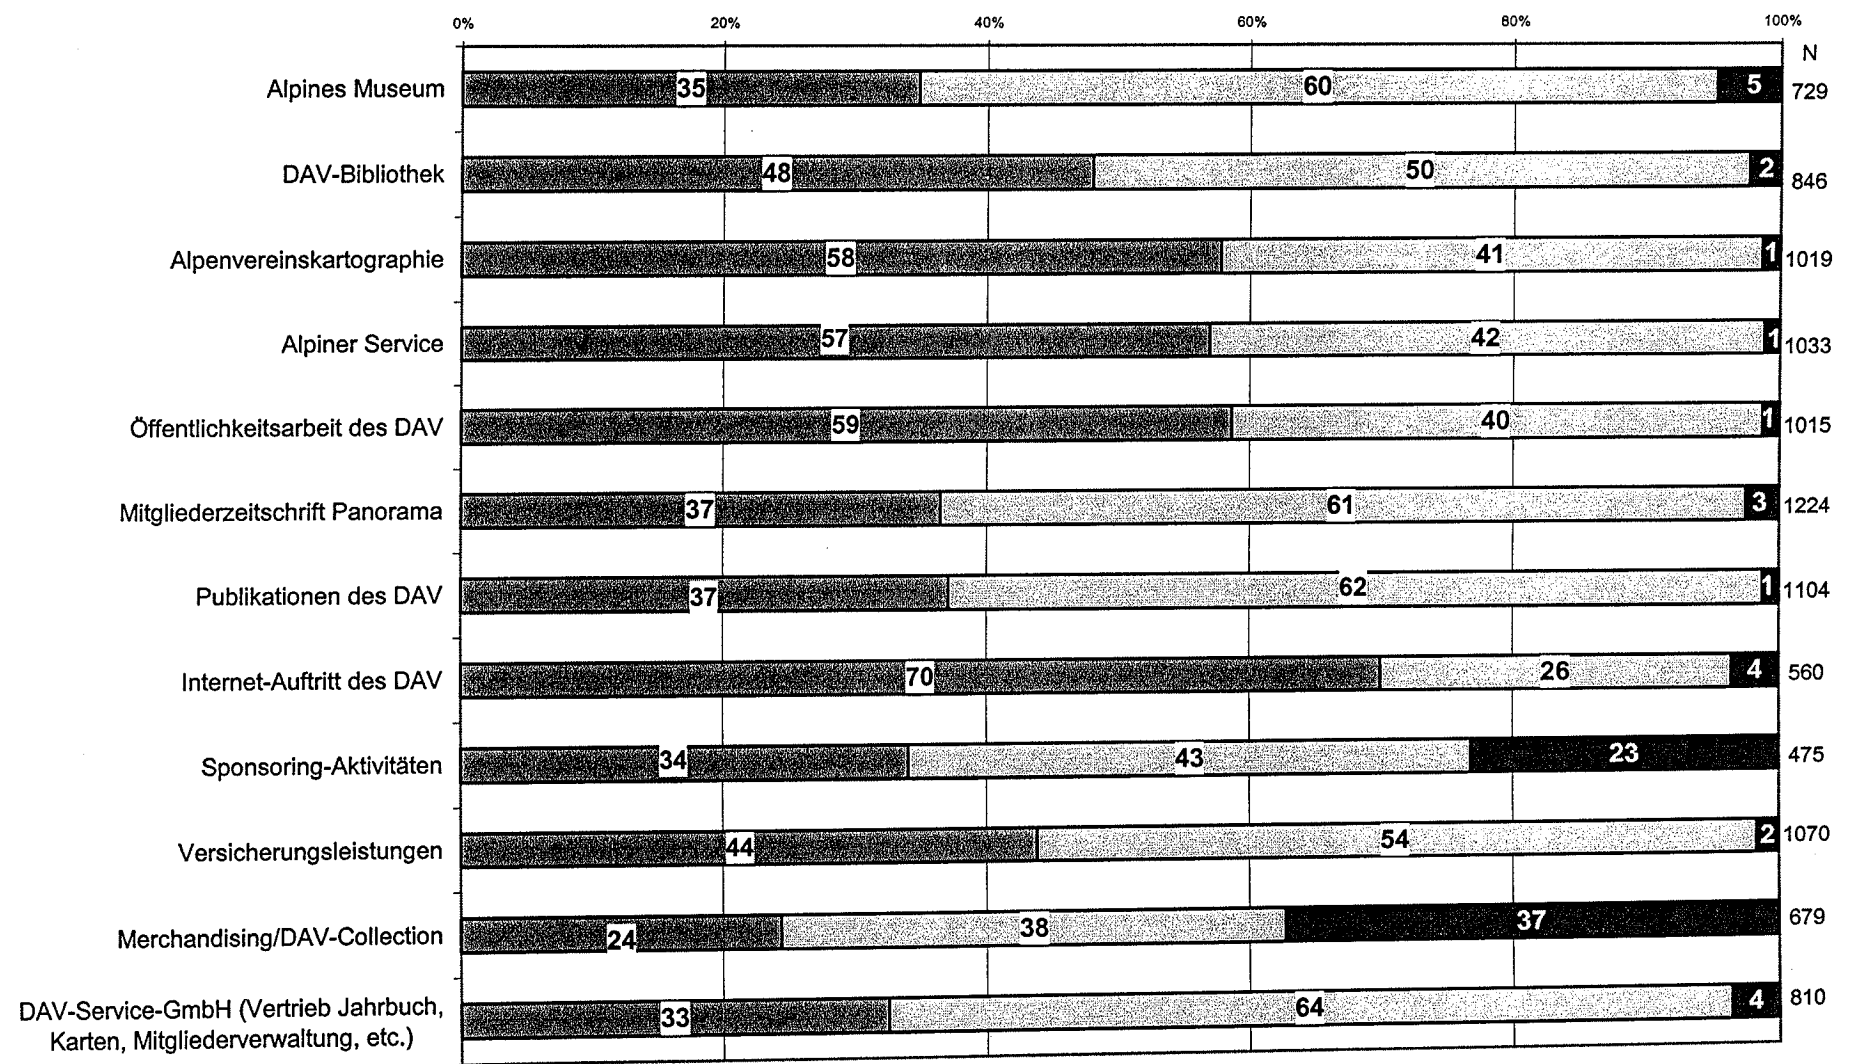 0% 20% 40% 60% 80% 100%
N
Alpines Museum 35 60 5 729
DAV-Bibliothek 48 50 2 846
Alpenvereinskartographie 58 41 1 1019
Alpiner Service 57 42 1 1033
Öffentlichkeitsarbeit des DAV 59 40 1 1015
Mitgliederzeitschrift Panorama 37 61 3 1224
Publikationen des DAV 37 62 1 1104
Internet-Auftritt des DAV 70 26 4 560
Sponsoring-Aktivitäten 34 43 23 475
Versicherungsleistungen 44 54 2 1070
Merchandising/DAV-Collection 24 38 37 679
DAV-Service-GmbH (Vertrieb Jahrbuch, 33 64 4 810
Karten, Mitgliederverwaltung, etc.)